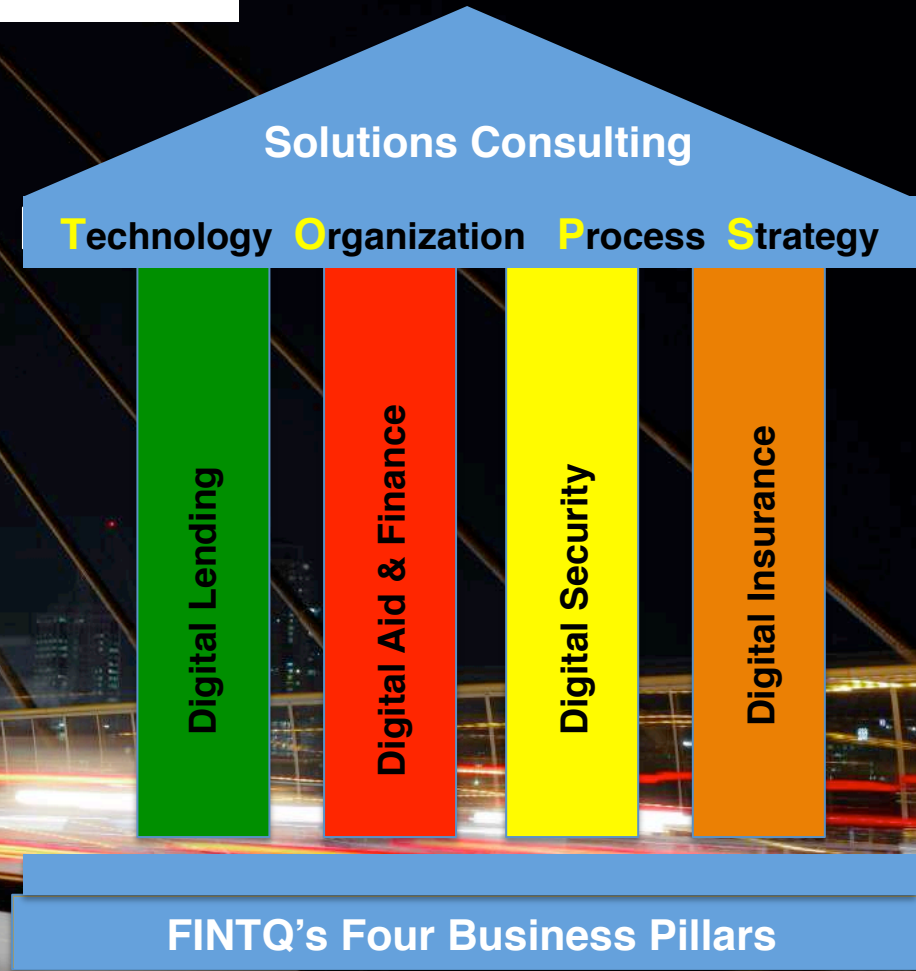 Solutions Consulting
Technology Organization Process Strategy
Digital Lending
Digital Aid & Finance
Digital Security
Digital Insurance
FINTQ’s Four Business Pillars